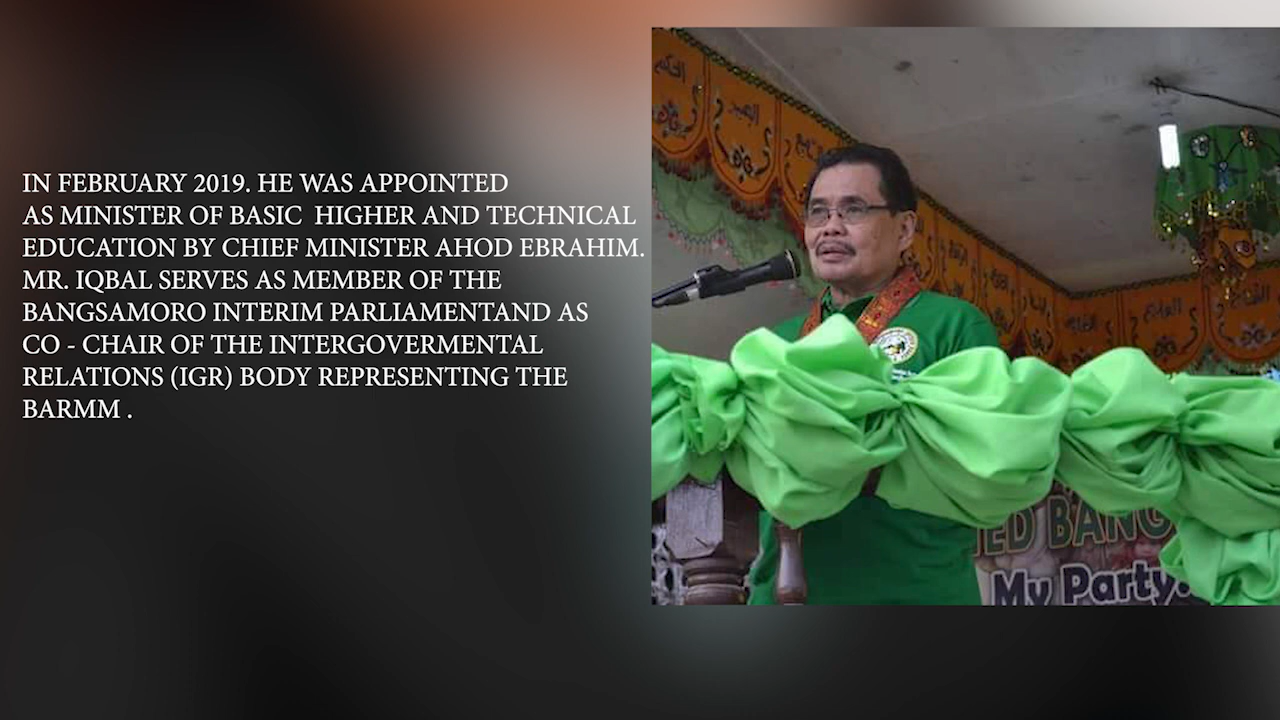 IN FEBRUARY 2019. HE WAS APPOINTED
AS MINISTER OF BASIC  HIGHER AND TECHNICAL
EDUCATION BY CHIEF MINISTER AHOD EBRAHIM.
MR. IQBAL SERVES AS MEMBER OF THE
BANGSAMORO INTERIM PARLIAMENTAND AS
CO - CHAIR OF THE INTERGOVERMENTAL
RELATIONS (IGR) BODY REPRESENTING THE
BARMM .
My Party